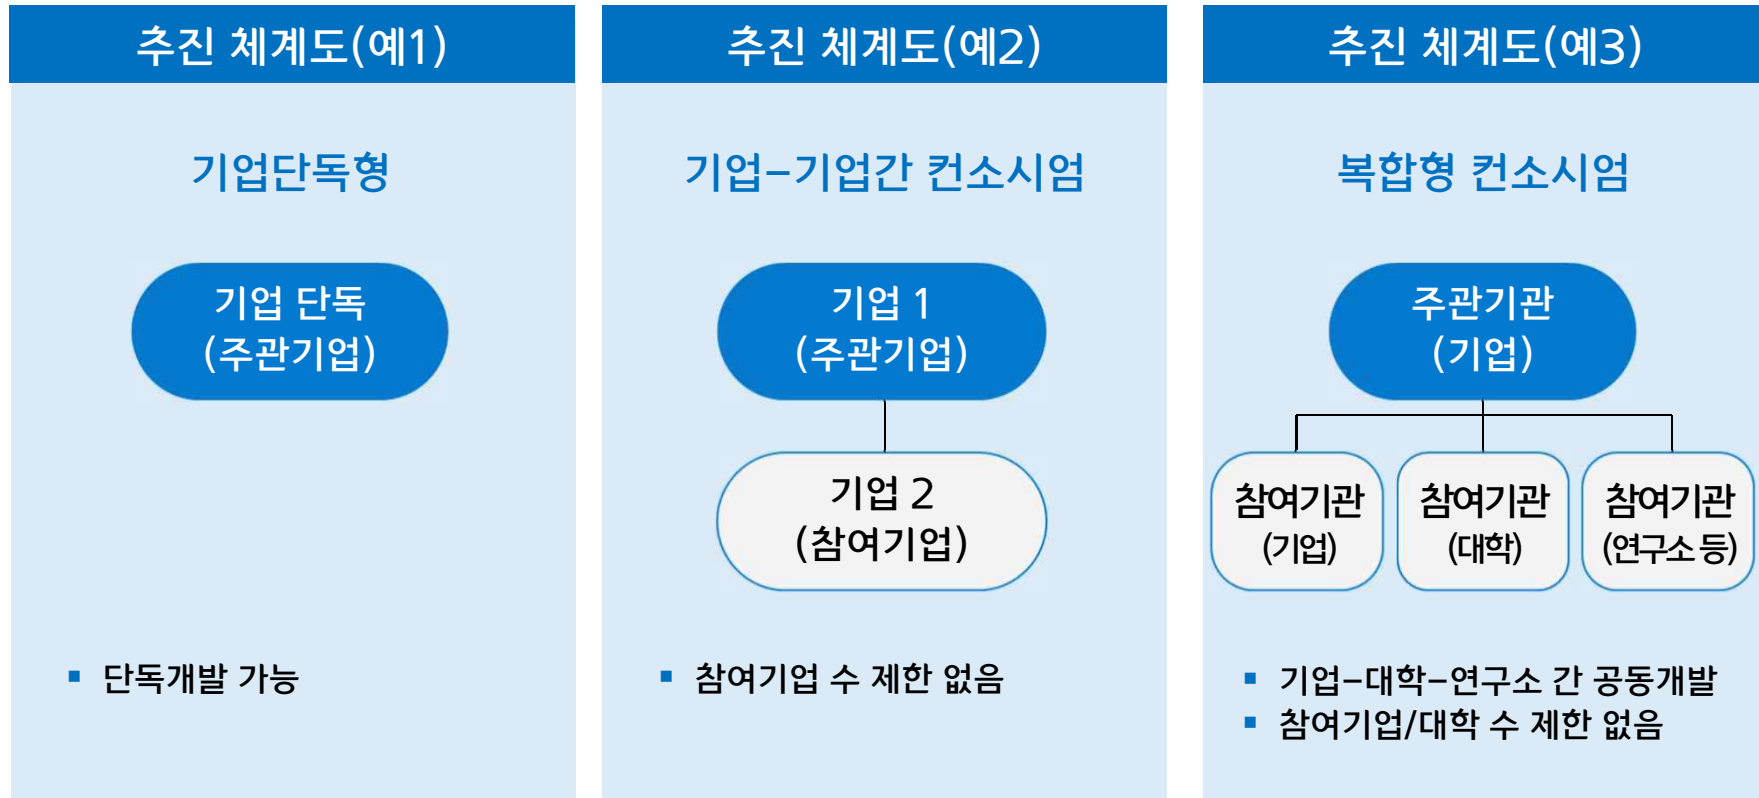 추진 체계도(예1)
기업단독형
기업 단독
(주관기업)
▪ 단독개발 가능
추진 체계도(예2)
기업-기업간 컨소시엄
기업 1
(주관기업)
기업 2
(참여기업)
▪ 참여기업 수 제한 없음
추진 체계도(예3)
복합형 컨소시엄
주관기관
(기업)
참여기관
(기업)
참여기관
(대학)
참여기관
(연구소 등)
▪ 기업-대학-연구소 간 공동개발
▪ 참여기업/대학 수 제한 없음